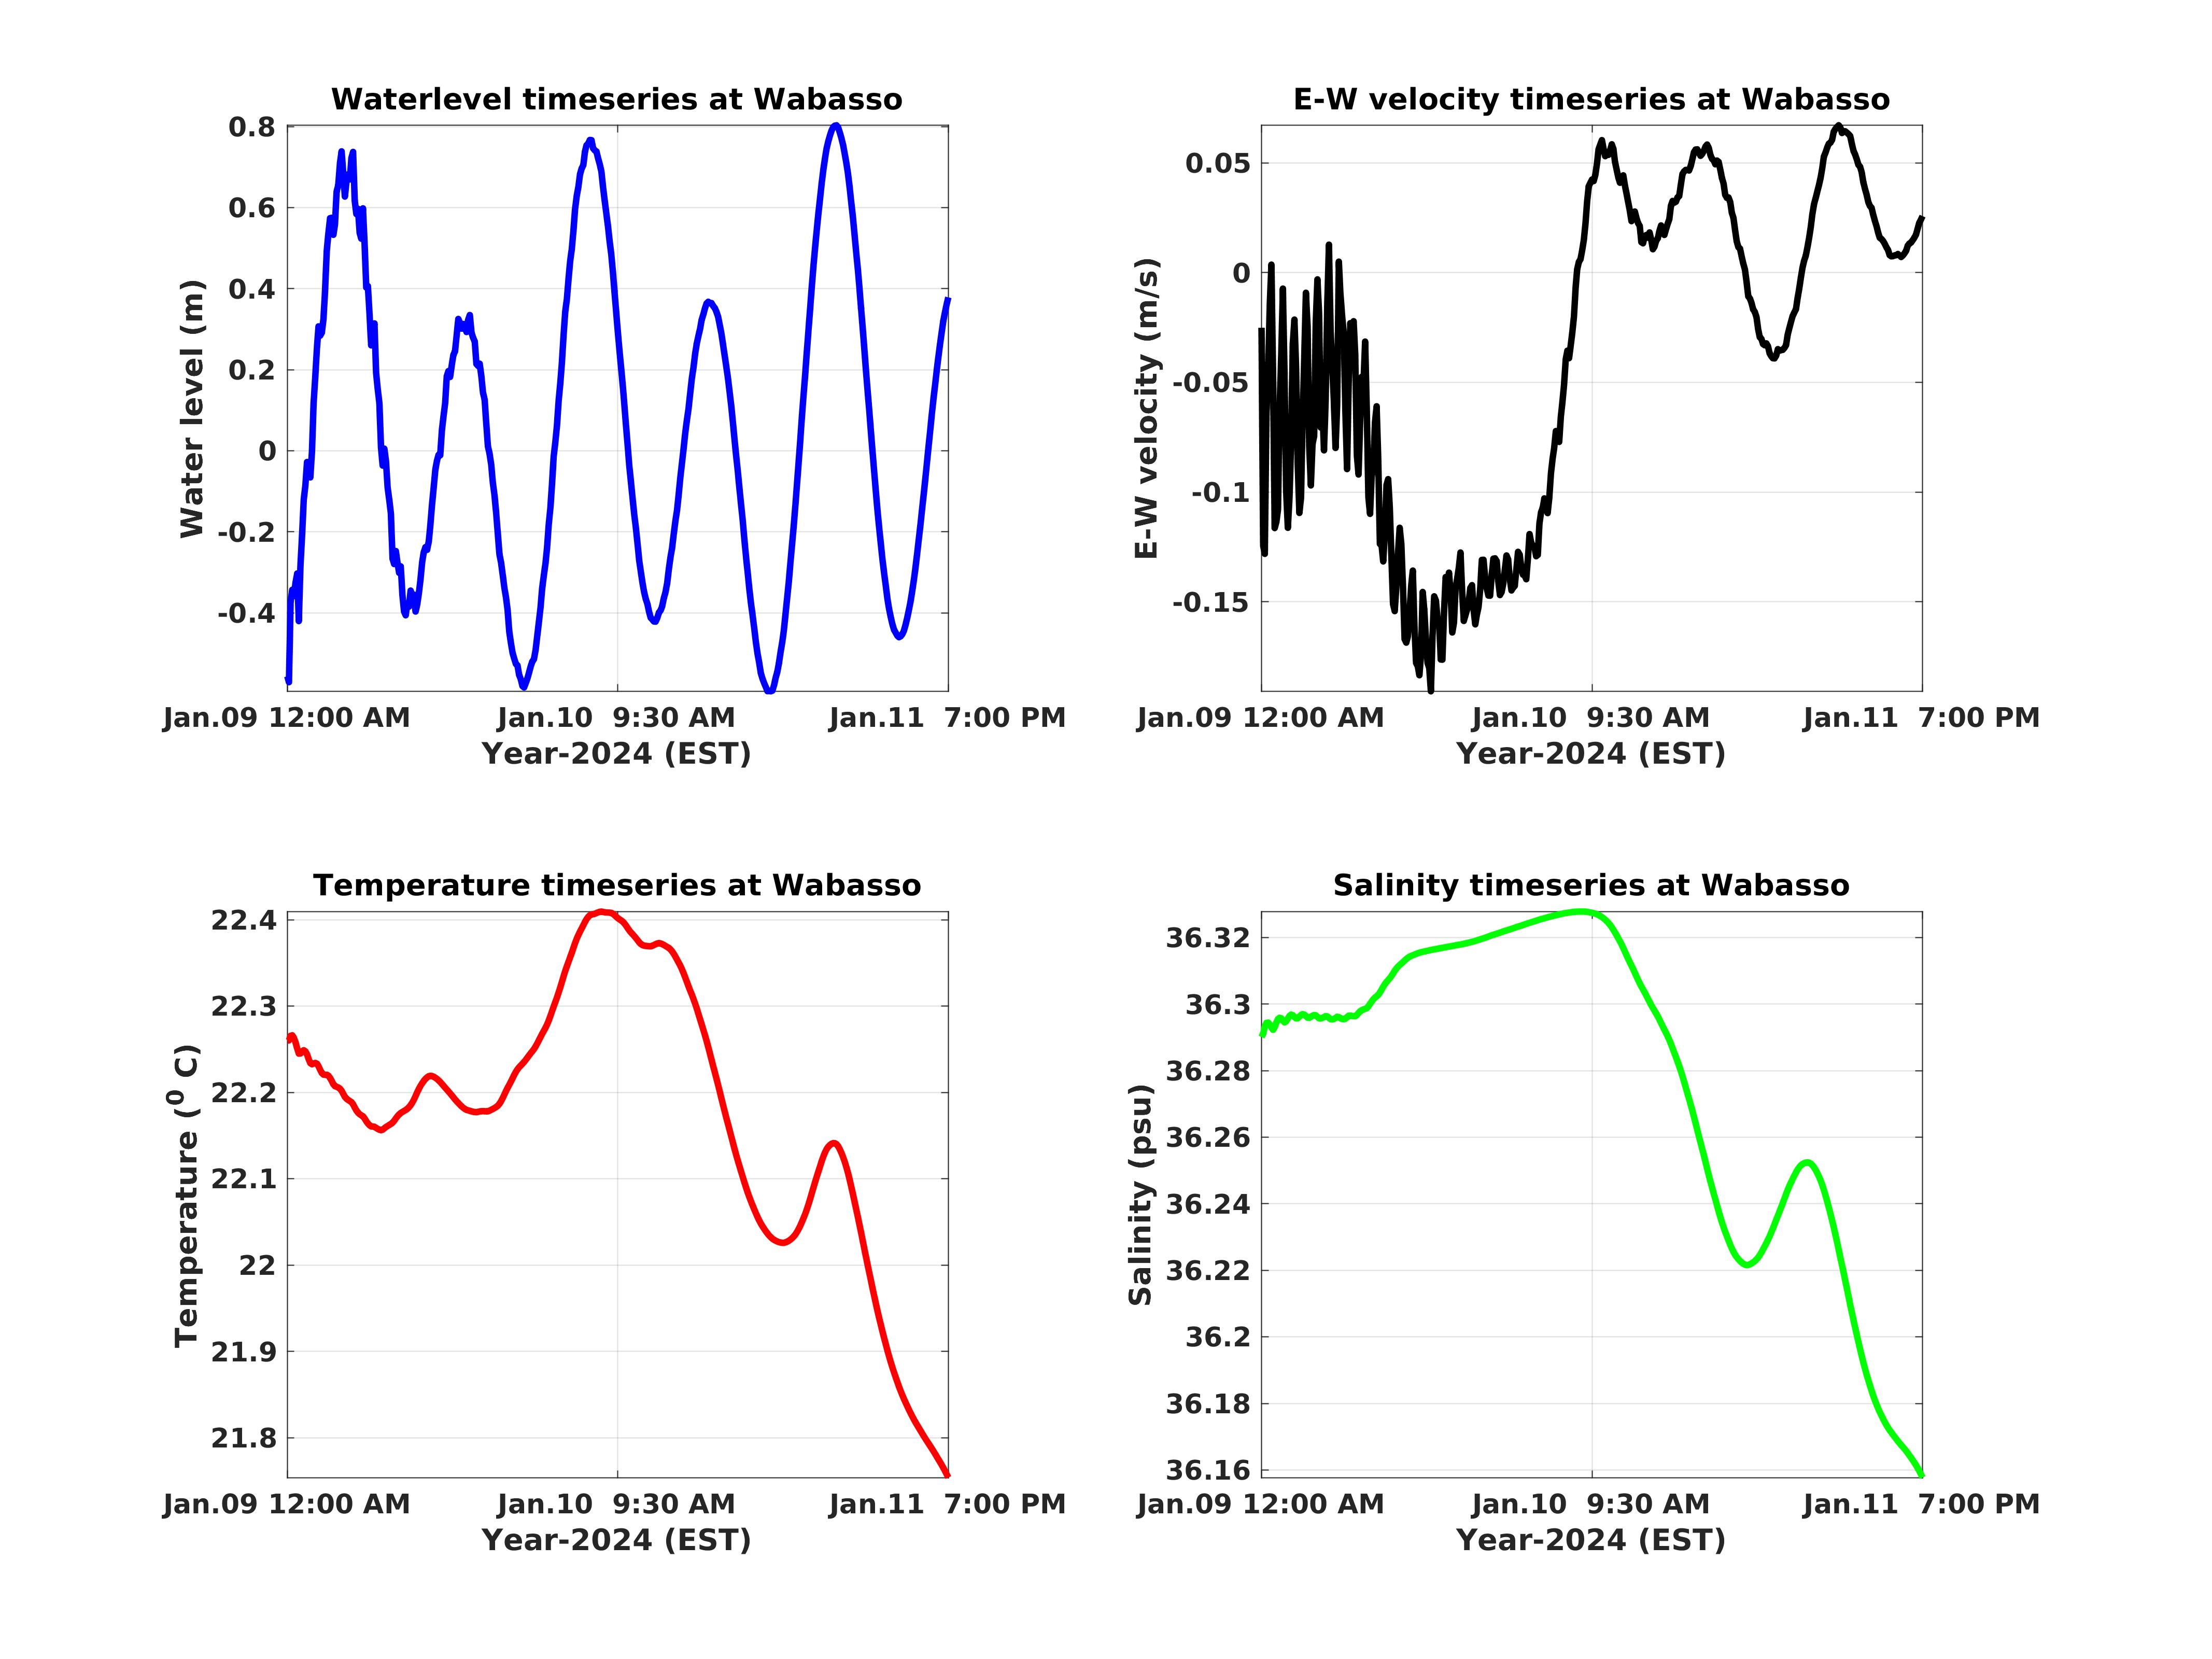 Waterlevel timeseries at Wabasso
0.8
0.6
0.4
0.2
0
-0.2
-0.4
Water level (m)
Jan.09 12:00 AM Jan.10 9:30 AM Jan.11 7:00 PM
Year-2024 (EST)
E-W velocity timeseries at Wabasso
0.05
0
-0.05
-0.1
-0.15
E-W velocity (m/s)
Jan.09 12:00 AM Jan.10 9:30 AM Jan.11 7:00 PM
Year-2024 (EST)
Temperature timeseries at Wabasso
22.4
22.3
22.2
22.1
22
21.9
21.8
Temperature (⁰ C)
Jan.09 12:00 AM Jan.10 9:30 AM Jan.11 7:00 PM
Year-2024 (EST)
Salinity timeseries at Wabasso
36.32
36.3
36.28
36.26
36.24
36.22
36.2
36.18
36.16
Salinity (psu)
Jan.09 12:00 AM Jan.10 9:30 AM Jan.11 7:00 PM
Year-2024 (EST)